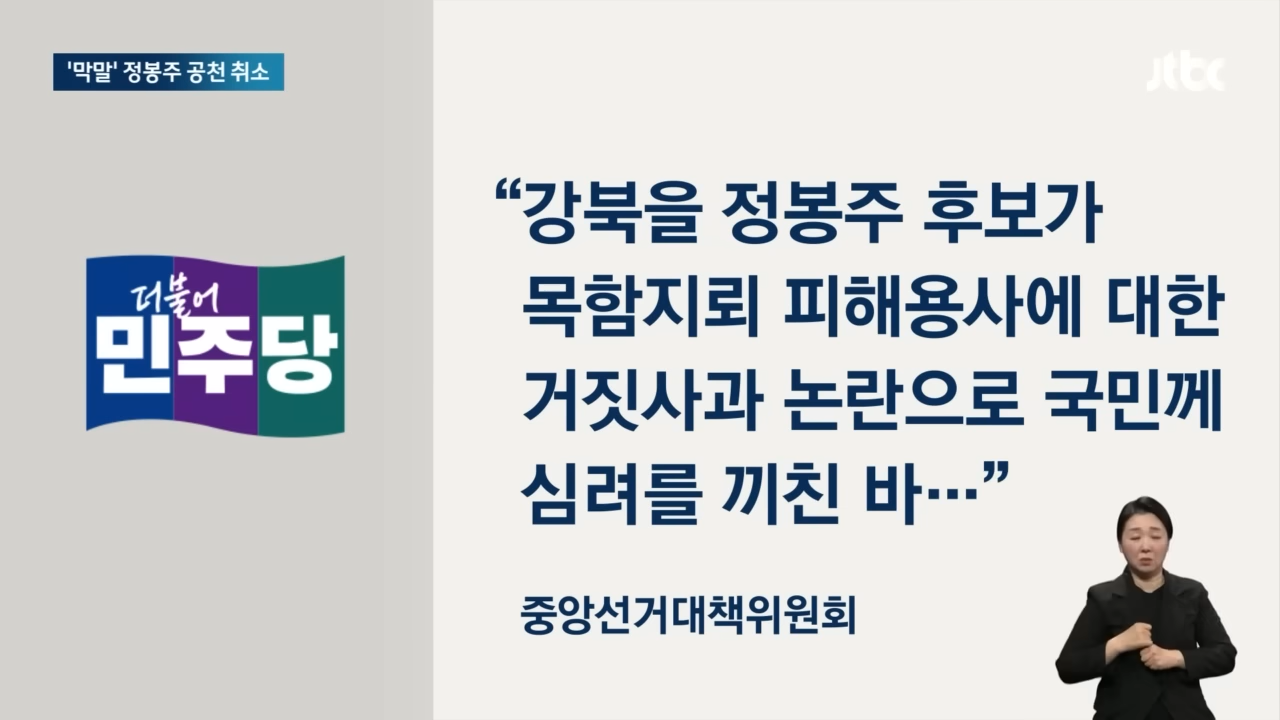 '막말' 정봉주 공천 취소
jtbc
“강북을 정봉주 후보가
목함지뢰 피해용사에 대한
거짓사과 논란으로 국민께
심려를 끼친 바…”
더불어
민주당
중앙선거대책위원회